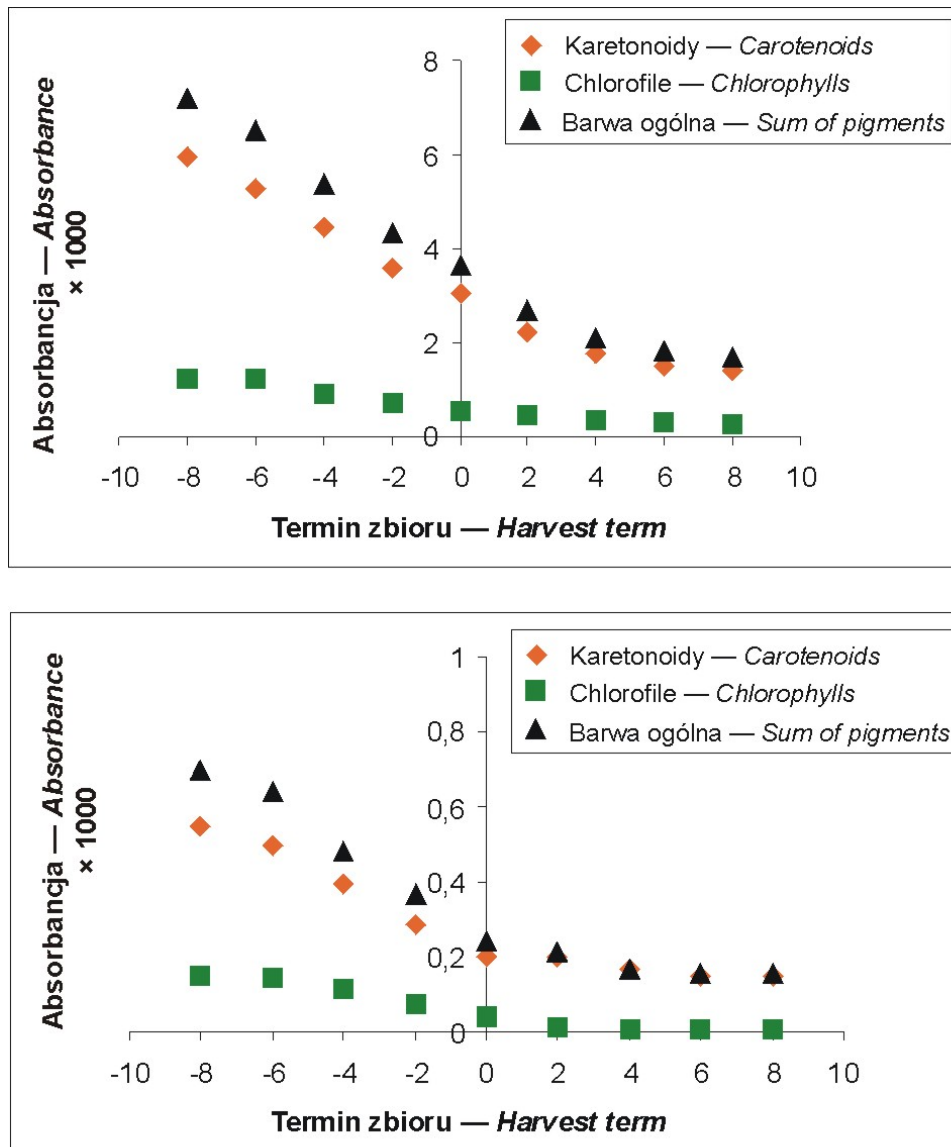 Karetonoidy — Carotenoids
Chlorofile — Chlorophylls
Barwa ogólna — Sum of pigments
Absorbancja — Absorbance
× 1000
8
6
4
2
0
-10 -8 -6 -4 -2 0 2 4 6 8 10
Termin zbioru — Harvest term
Karetonoidy — Carotenoids
Chlorofile — Chlorophylls
Barwa ogólna — Sum of pigments
Absorbancja — Absorbance
× 1000
1
0,8
0,6
0,4
0,2
0
-10 -8 -6 -4 -2 0 2 4 6 8 10
Termin zbioru — Harvest term